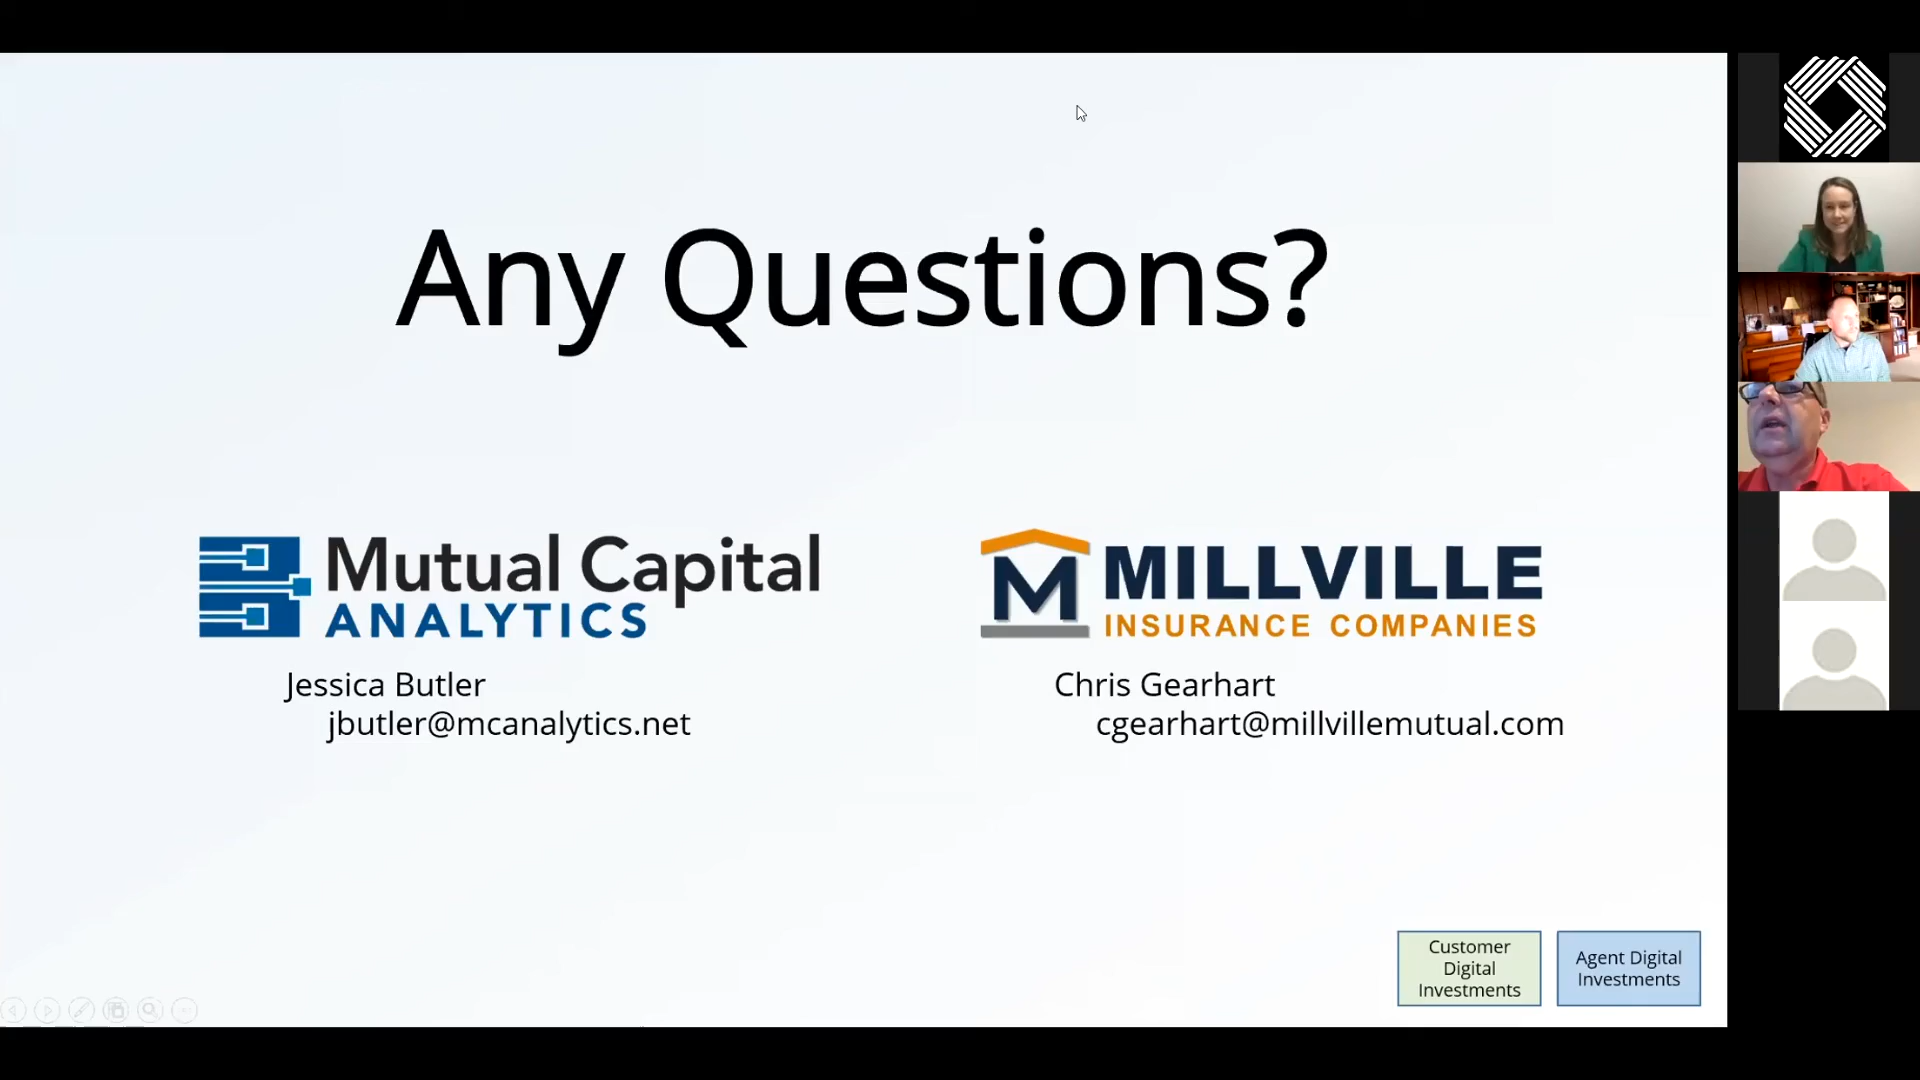 Any Questions?
Mutual Capital
ANALYTICS
Jessica Butler
jbutler@mcanalytics.net
M MILLVILLE
INSURANCE COMPANIES
Chris Gearhart
cgearhart@millvillemutual.com
Customer
Digital
Investments
Agent Digital
Investments